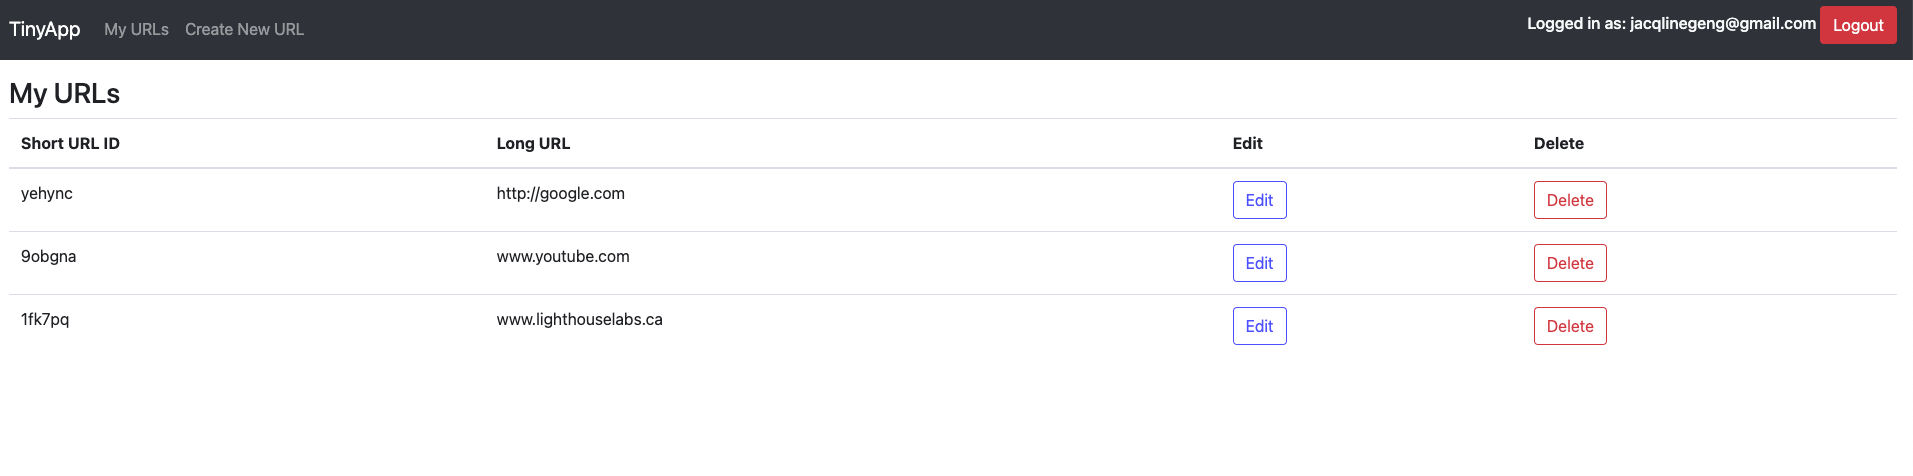 TinyApp My URLs Create New URL Logged in as: jacqlinegeng@gmail.com Logout
My URLs
Short URL ID Long URL Edit Delete
yehync http://google.com Edit Delete
9obgna www.youtube.com Edit Delete
1fk7pq www.lighthouselabs.ca Edit Delete